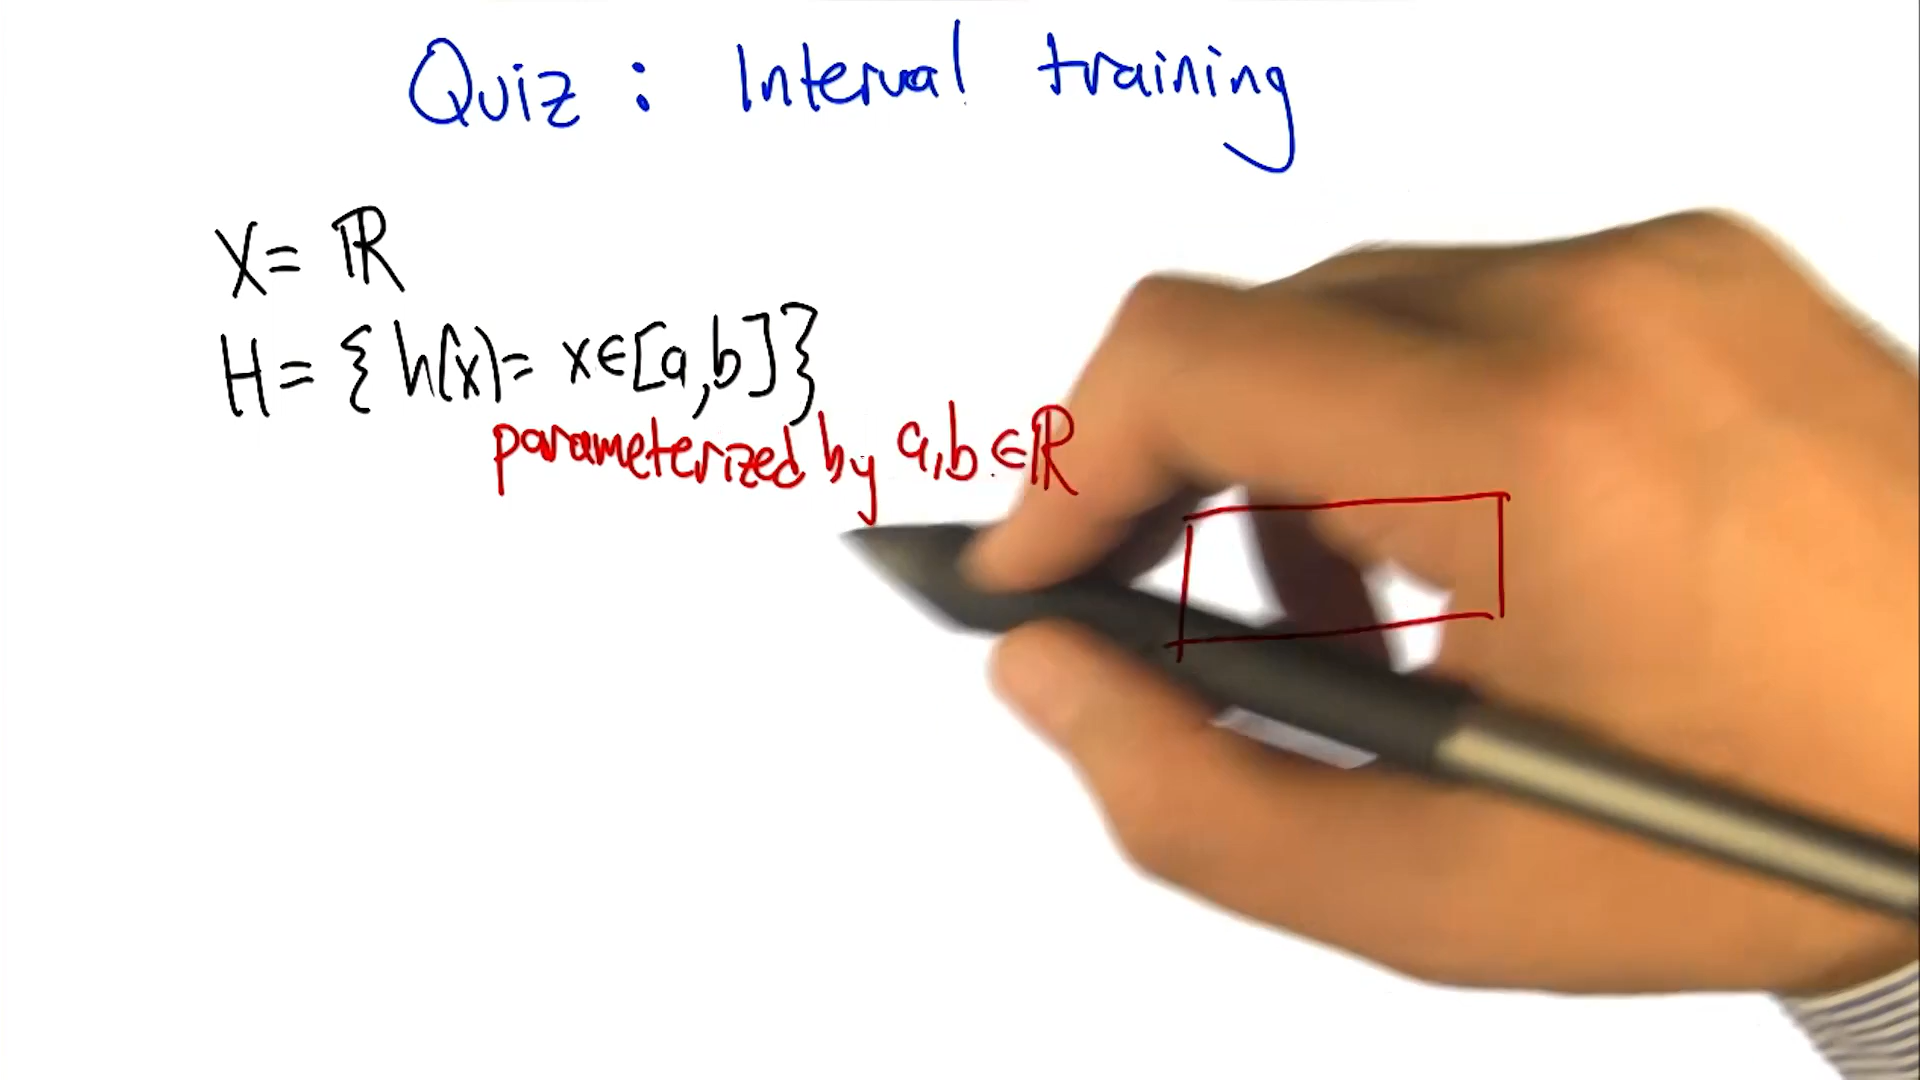 Quiz: Interval training
X = ℝ
H = { h(x) = x∈[a,b] }
parameterized by a,b ∈ ℝ